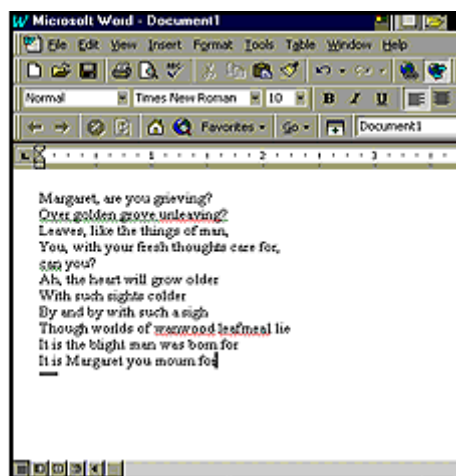 Microsoft Word - Document1
File Edit View Insert Format Tools Table Window Help
Normal Times New Roman 10 B I U
Favorites Go Document1
1 2 3
Margaret, are you grieving?
Over golden grove unleaving?
Leaves, like the things of man,
You, with your fresh thoughts care for,
can you?
Ah, the heart will grow older
With such sights colder
By and by with such a sigh
Though worlds of wanwood leafmeal lie
It is the blight man was born for
It is Margaret you mourn for